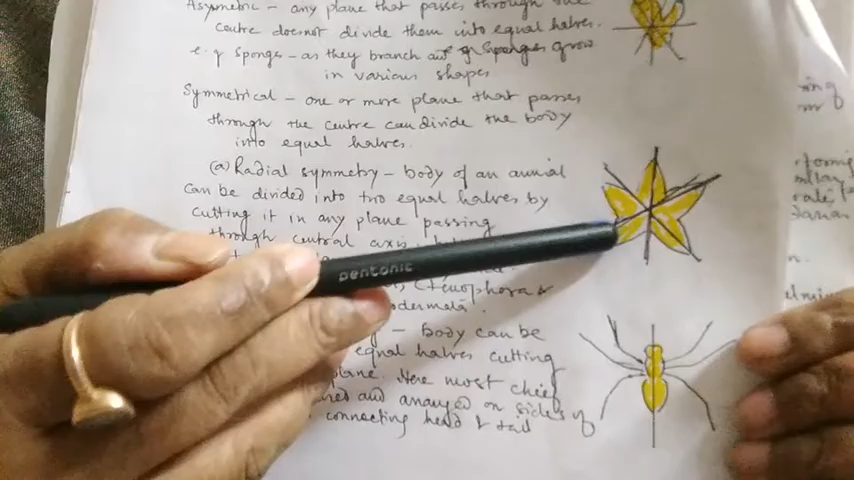 Asymetric - any plane that passes through the
centre doesnot divide them into equal halves.
e.g Sponges - as they branch Sponges grow
in various shapes
Symmetrical - one or more plane that passes
through the centre can divide the body
into equal halves.
(a) Radial symmetry - body of an animal
can be divided into two equal halves by
cutting it in any plane passing
through central axis
pentonic
, Ctenophora &
odermata.
- body can be
equal halves cutting
plane. Here most chief
and arranged on sides of
connecting head & tail